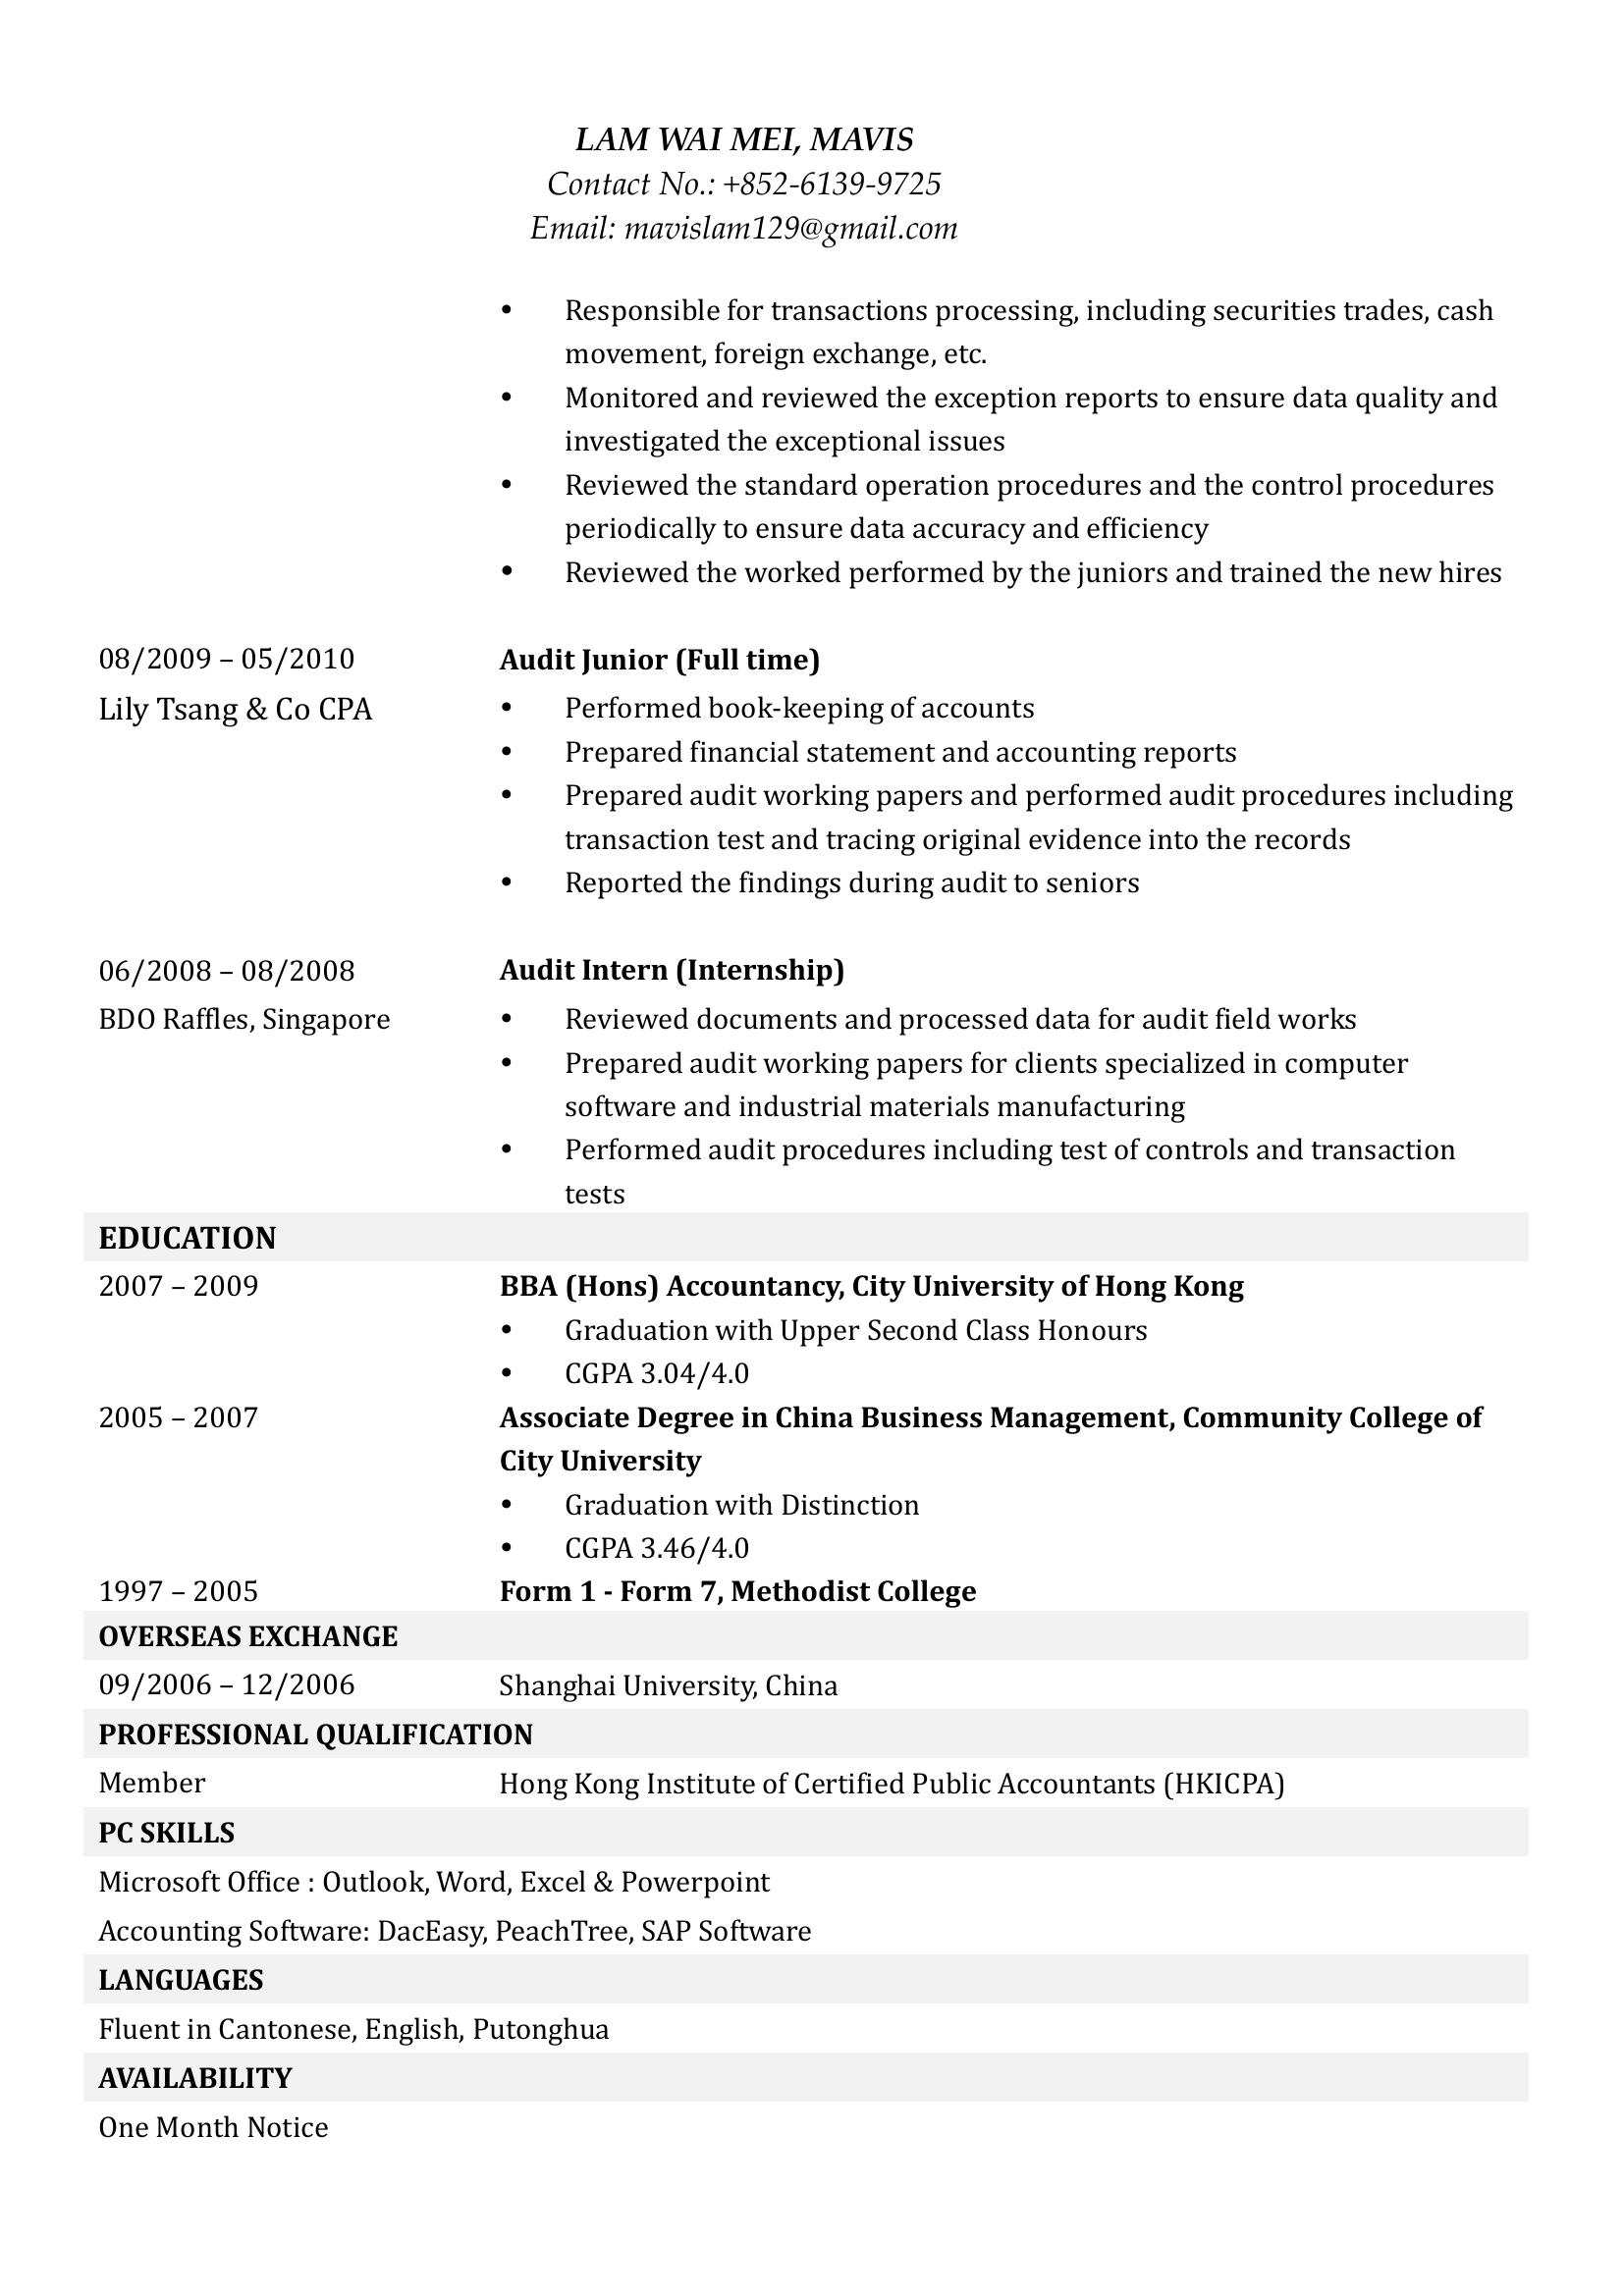 LAM WAI MEI, MAVIS
Contact No.: +852-6139-9725
Email: mavislam129@gmail.com
• Responsible for transactions processing, including securities trades, cash
movement, foreign exchange, etc.
• Monitored and reviewed the exception reports to ensure data quality and
investigated the exceptional issues
• Reviewed the standard operation procedures and the control procedures
periodically to ensure data accuracy and efficiency
• Reviewed the worked performed by the juniors and trained the new hires
08/2009 – 05/2010 Audit Junior (Full time)
Lily Tsang & Co CPA • Performed book-keeping of accounts
• Prepared financial statement and accounting reports
• Prepared audit working papers and performed audit procedures including
transaction test and tracing original evidence into the records
• Reported the findings during audit to seniors
06/2008 – 08/2008 Audit Intern (Internship)
BDO Raffles, Singapore • Reviewed documents and processed data for audit field works
• Prepared audit working papers for clients specialized in computer
software and industrial materials manufacturing
• Performed audit procedures including test of controls and transaction
tests
EDUCATION
2007 – 2009 BBA (Hons) Accountancy, City University of Hong Kong
• Graduation with Upper Second Class Honours
• CGPA 3.04/4.0
2005 – 2007 Associate Degree in China Business Management, Community College of
City University
• Graduation with Distinction
• CGPA 3.46/4.0
1997 – 2005 Form 1 - Form 7, Methodist College
OVERSEAS EXCHANGE
09/2006 – 12/2006 Shanghai University, China
PROFESSIONAL QUALIFICATION
Member Hong Kong Institute of Certified Public Accountants (HKICPA)
PC SKILLS
Microsoft Office : Outlook, Word, Excel & Powerpoint
Accounting Software: DacEasy, PeachTree, SAP Software
LANGUAGES
Fluent in Cantonese, English, Putonghua
AVAILABILITY
One Month Notice